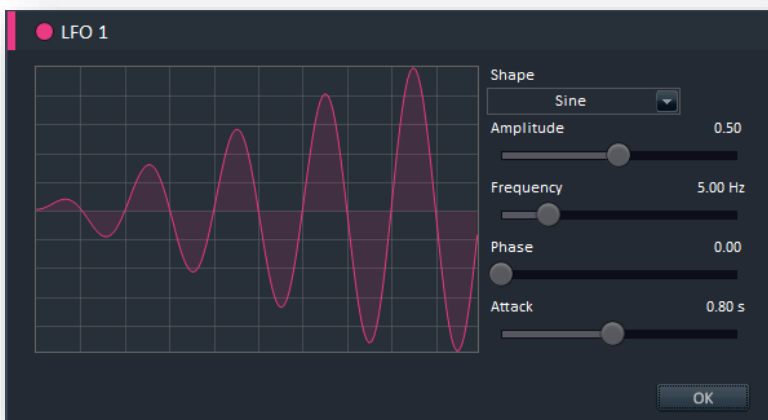 LFO 1
Shape
Sine
Amplitude 0.50
Frequency 5.00 Hz
Phase 0.00
Attack 0.80 s
OK